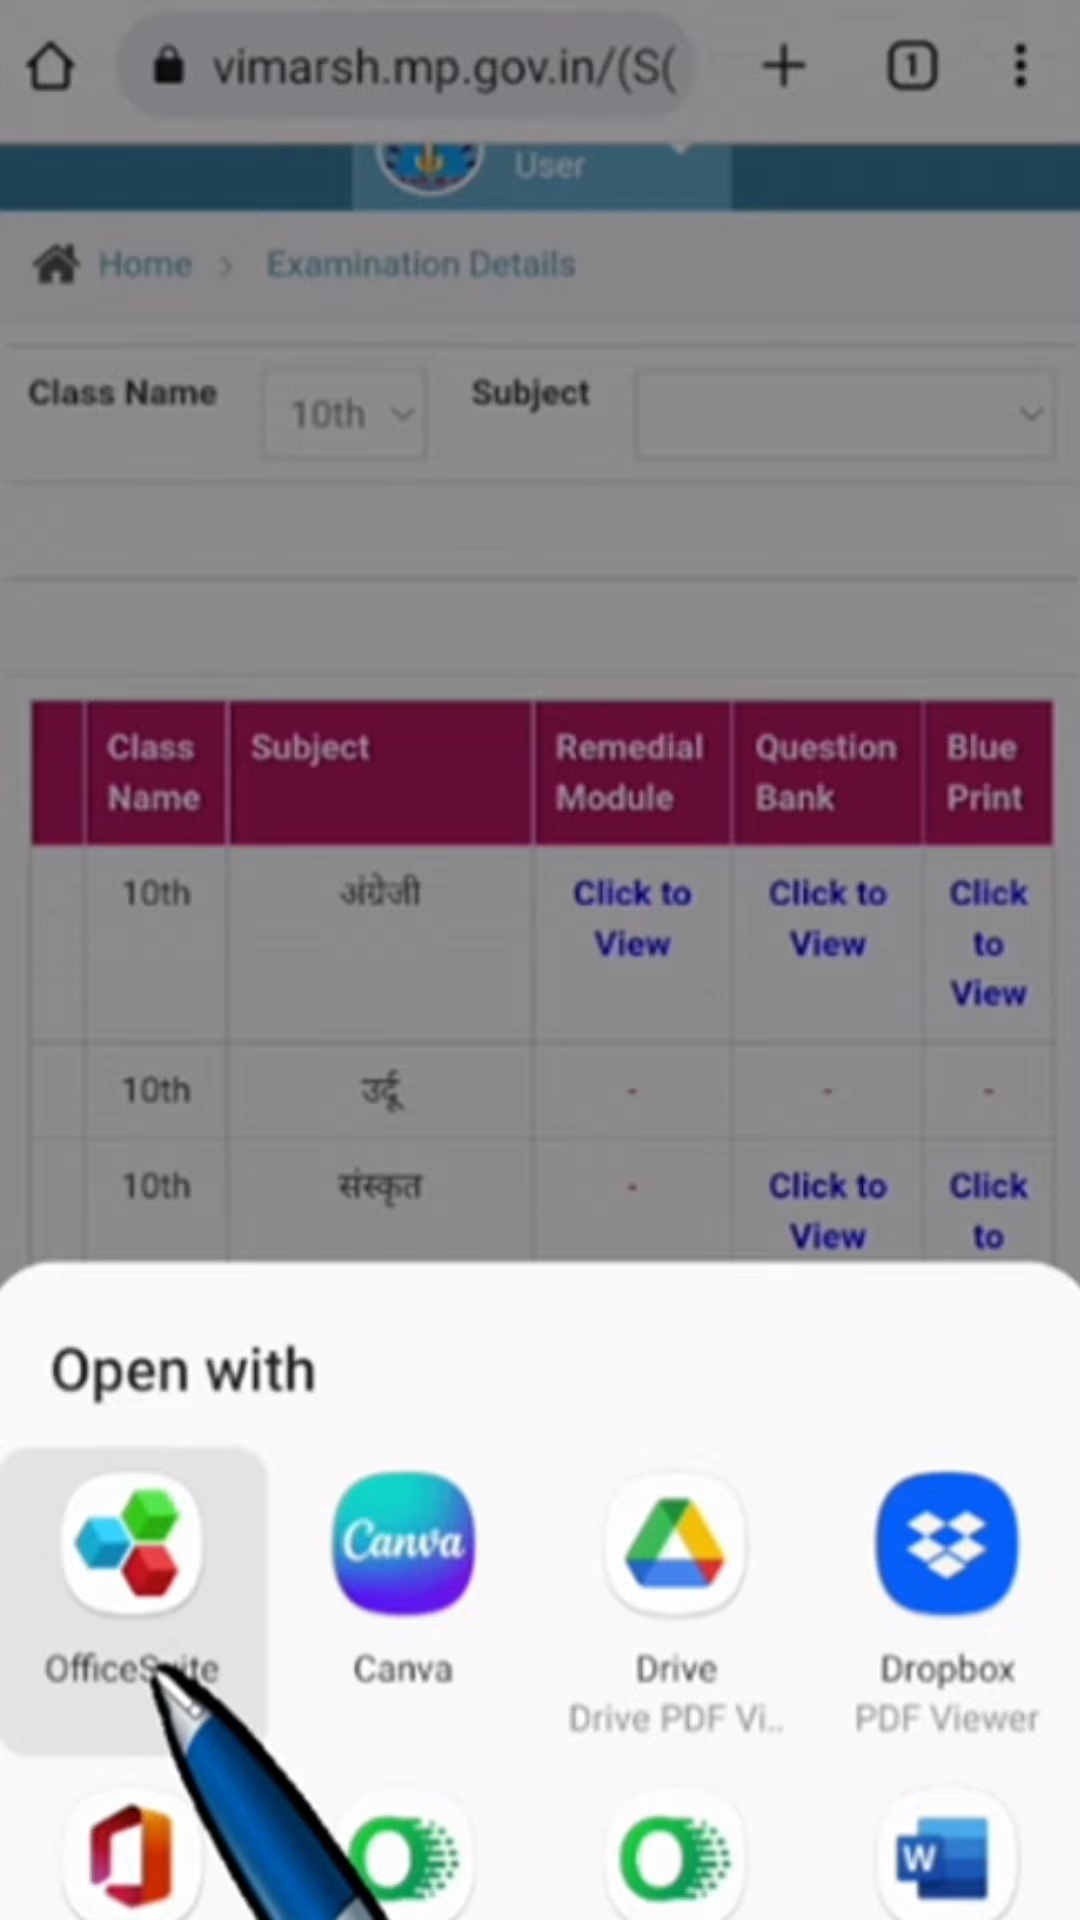 vimarsh.mp.gov.in/(S(
1
User
Home > Examination Details
Class Name 10th Subject
Class Name Subject Remedial Module Question Bank Blue Print
10th अंग्रेजी Click to View Click to View Click to View
10th उर्दू - - -
10th संस्कृत - Click to View Click to
Open with
Canva
OfficeSuite Canva Drive Dropbox
Drive PDF Vi.. PDF Viewer
W